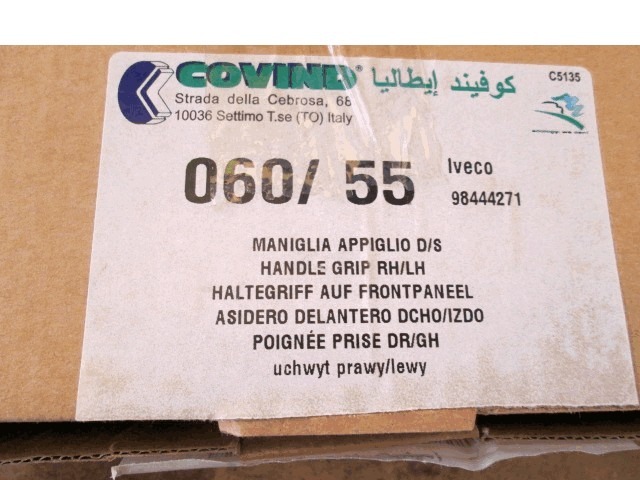 COVIND® كوفيند إيطاليا
C5135
Strada della Cebrosa, 68
10036 Settimo T.se (TO) Italy
060/ 55
Iveco
98444271
MANIGLIA APPIGLIO D/S
HANDLE GRIP RH/LH
HALTEGRIFF AUF FRONTPANEEL
ASIDERO DELANTERO DCHO/IZDO
POIGNÉE PRISE DR/GH
uchwyt prawy/lewy